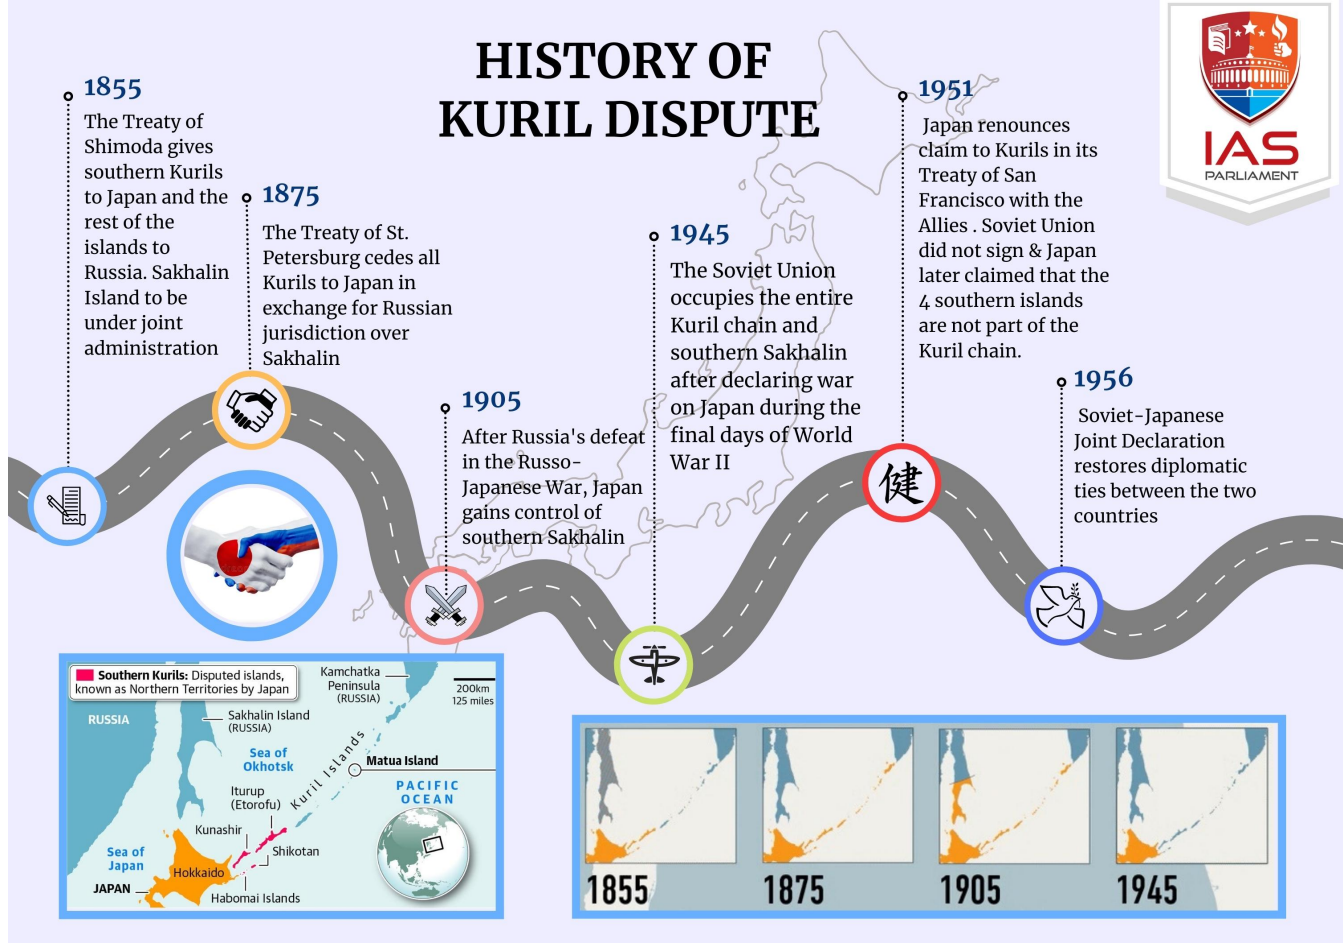 HISTORY OF
KURIL DISPUTE
IAS
PARLIAMENT
1855
The Treaty of
Shimoda gives
southern Kurils
to Japan and the
rest of the
islands to
Russia. Sakhalin
Island to be
under joint
administration
1875
The Treaty of St.
Petersburg cedes all
Kurils to Japan in
exchange for Russian
jurisdiction over
Sakhalin
1905
After Russia's defeat
in the Russo-
Japanese War, Japan
gains control of
southern Sakhalin
1945
The Soviet Union
occupies the entire
Kuril chain and
southern Sakhalin
after declaring war
on Japan during the
final days of World
War II
1951
Japan renounces
claim to Kurils in its
Treaty of San
Francisco with the
Allies . Soviet Union
did not sign & Japan
later claimed that the
4 southern islands
are not part of the
Kuril chain.
健
1956
Soviet-Japanese
Joint Declaration
restores diplomatic
ties between the two
countries
Southern Kurils: Disputed islands,
known as Northern Territories by Japan
Kamchatka
Peninsula
(RUSSIA)
200km
125 miles
RUSSIA
Sakhalin Island
(RUSSIA)
Sea of
Okhotsk
Kuril Islands
Matua Island
Iturup
(Etorofu)
PACIFIC
OCEAN
Kunashir
Sea of
Japan
Shikotan
Hokkaido
JAPAN
Habomai Islands
1855
1875
1905
1945